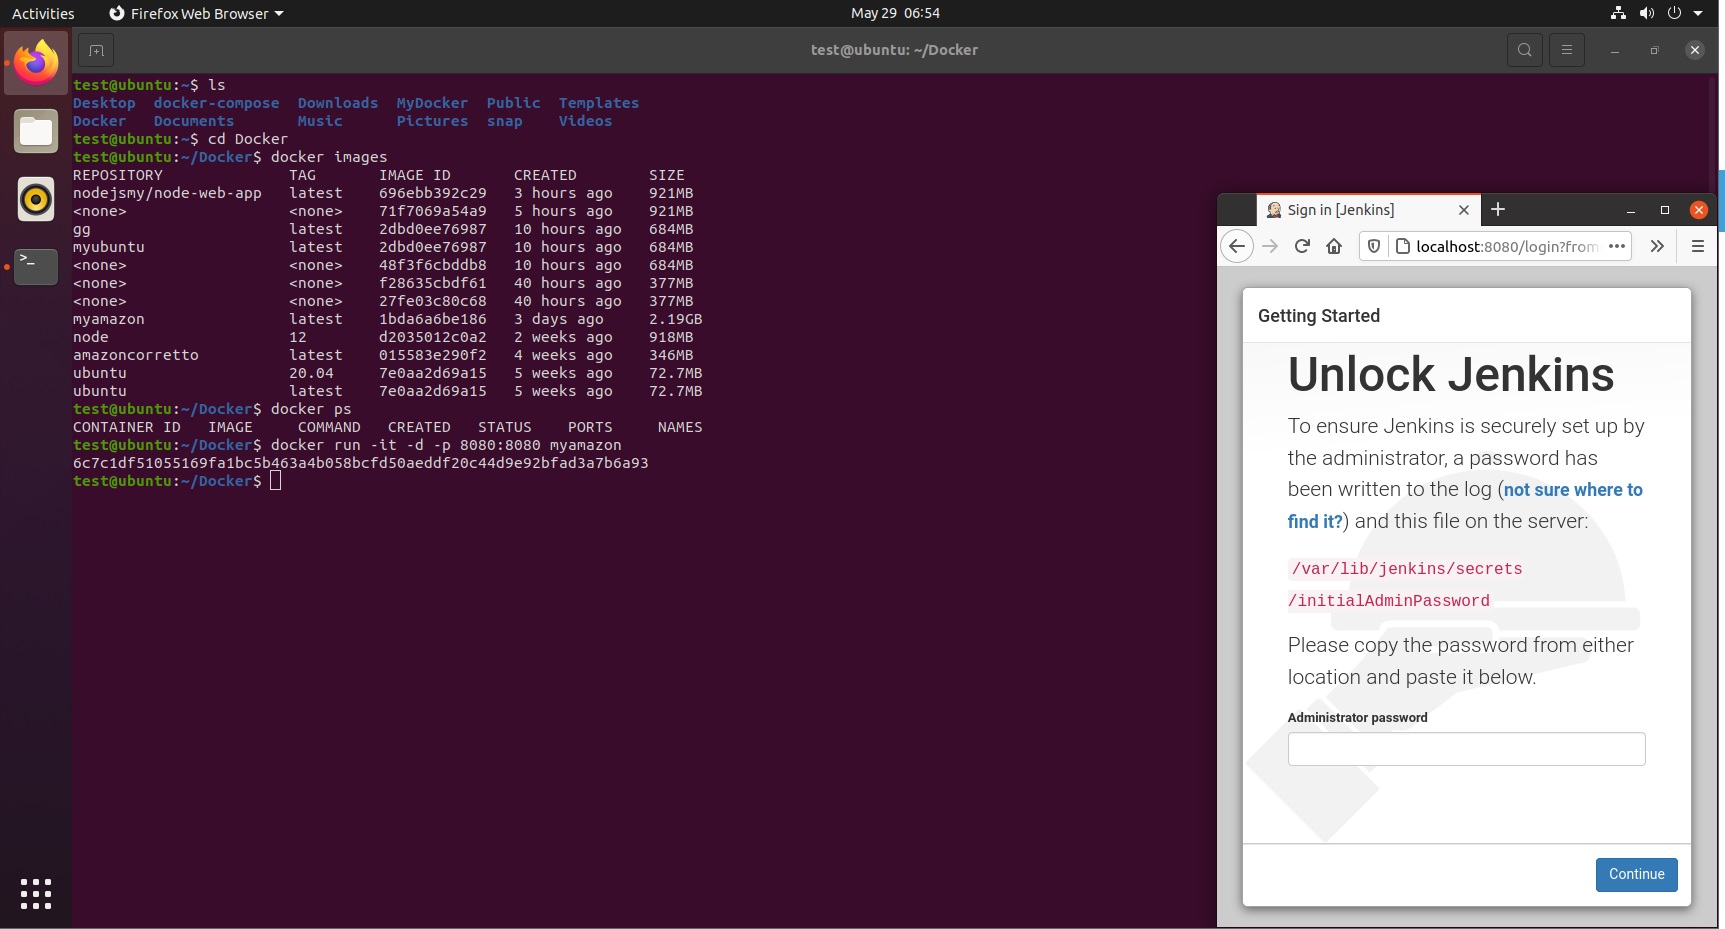 Activities Firefox Web Browser May 29 06:54
test@ubuntu: ~/Docker
test@ubuntu:~$ ls
Desktop docker-compose Downloads MyDocker Public Templates
Docker Documents Music Pictures snap Videos
test@ubuntu:~$ cd Docker
test@ubuntu:~/Docker$ docker images
REPOSITORY TAG IMAGE ID CREATED SIZE
nodejsmy/node-web-app latest 696ebb392c29 3 hours ago 921MB
<none> <none> 71f7069a54a9 5 hours ago 921MB
gg latest 2dbd0ee76987 10 hours ago 684MB
myubuntu latest 2dbd0ee76987 10 hours ago 684MB
<none> <none> 48f3f6cbddb8 10 hours ago 684MB
<none> <none> f28635cbdf61 40 hours ago 377MB
<none> <none> 27fe03c80c68 40 hours ago 377MB
myamazon latest 1bda6a6be186 3 days ago 2.19GB
node 12 d2035012c0a2 2 weeks ago 918MB
amazoncorretto latest 015583e290f2 4 weeks ago 346MB
ubuntu 20.04 7e0aa2d69a15 5 weeks ago 72.7MB
ubuntu latest 7e0aa2d69a15 5 weeks ago 72.7MB
test@ubuntu:~/Docker$ docker ps
CONTAINER ID IMAGE COMMAND CREATED STATUS PORTS NAMES
test@ubuntu:~/Docker$ docker run -it -d -p 8080:8080 myamazon
6c7c1df51055169fa1bc5b463a4b058bcfd50aeddf20c44d9e92bfad3a7b6a93
test@ubuntu:~/Docker$
Sign in [Jenkins]
localhost:8080/login?from
Getting Started
Unlock Jenkins
To ensure Jenkins is securely set up by
the administrator, a password has
been written to the log (not sure where to
find it?) and this file on the server:
/var/lib/jenkins/secrets
/initialAdminPassword
Please copy the password from either
location and paste it below.
Administrator password
Continue